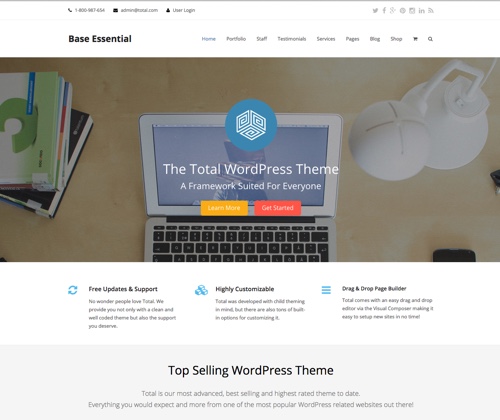 1-800-987-654 admin@total.com User Login
Base Essential
Home Portfolio Staff Testimonials Services Pages Blog Shop
The Total WordPress Theme
A Framework Suited For Everyone
Learn More Get Started
Free Updates & Support
No wonder people love Total. We
provide you not only with a clean and
well coded theme but also the support
you deserve.
Highly Customizable
Total was developed with child theming
in mind, but there are also tons of built-
in options for customizing it.
Drag & Drop Page Builder
Total comes with an easy drag and drop
editor via the Visual Composer making it
easy to setup new sites in no time!
Top Selling WordPress Theme
Total is our most advanced, best selling and highest rated theme to date.
Everything you would expect and more from one of the most popular WordPress related websites out there!